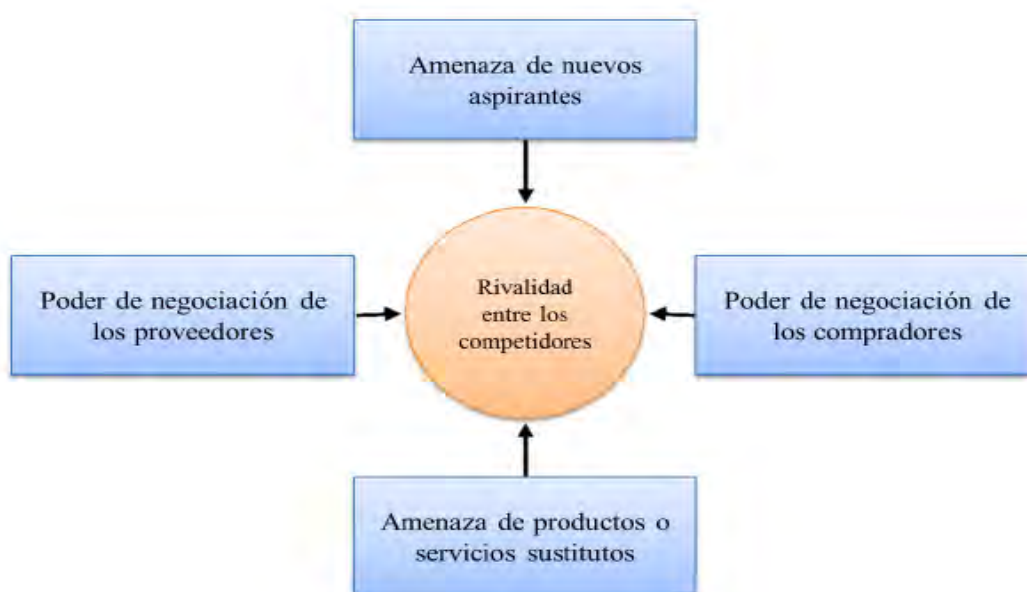 Amenaza de nuevos
aspirantes
Poder de negociación de
los proveedores
Rivalidad
entre los
competidores
Poder de negociación de
los compradores
Amenaza de productos o
servicios sustitutos